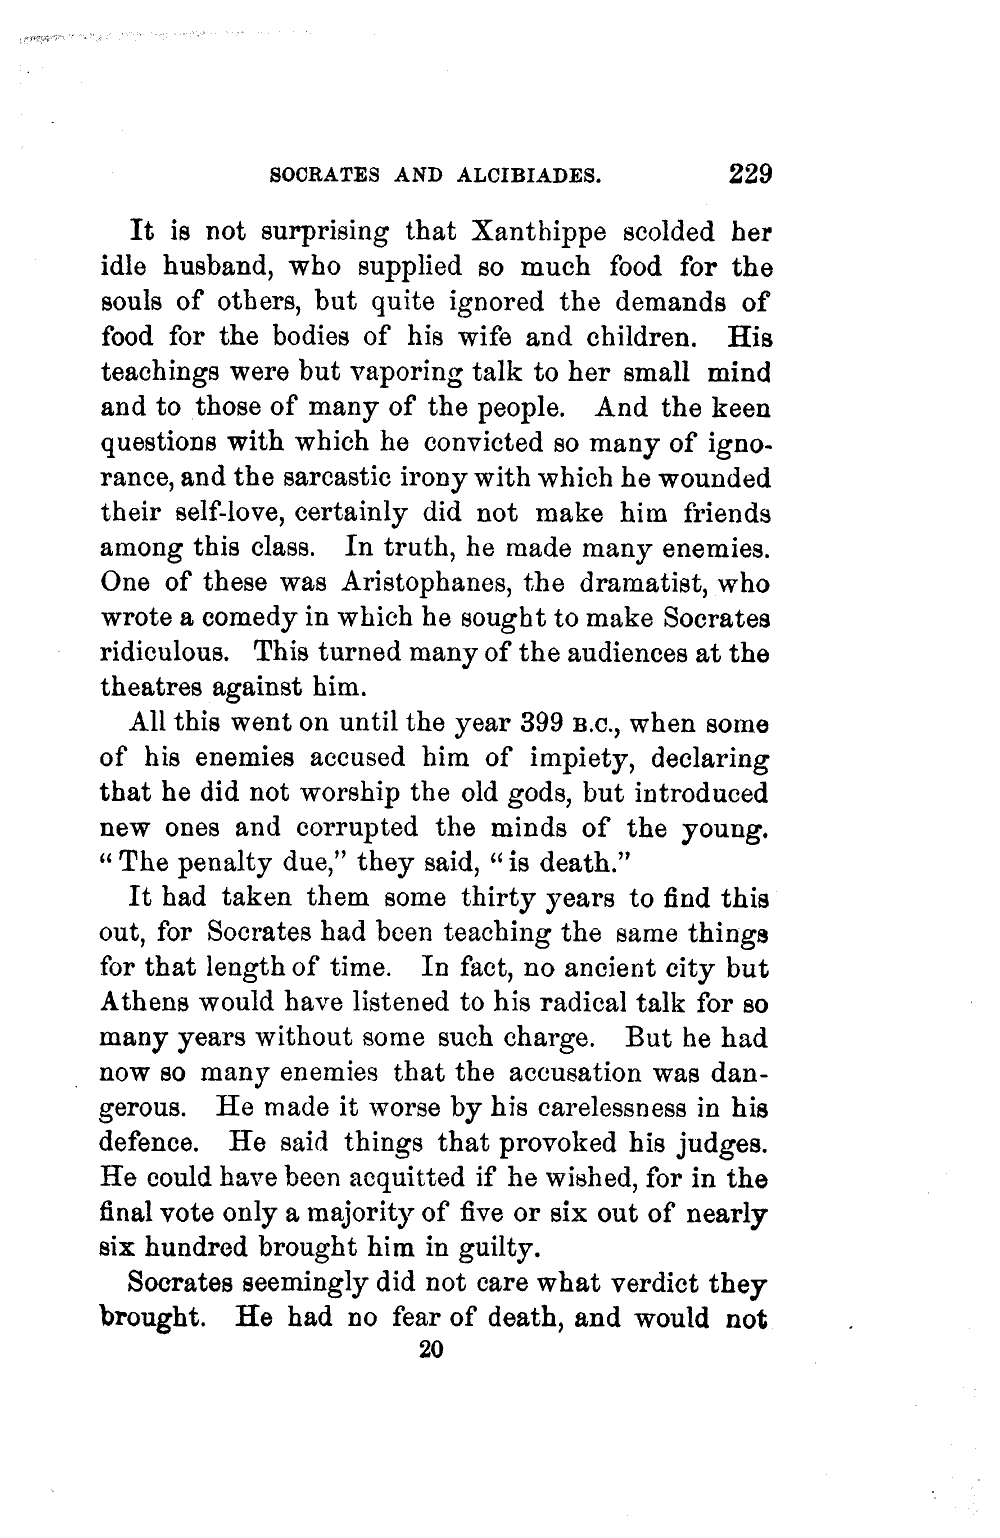 SOCRATES AND ALCIBIADES. 229
It is not surprising that Xanthippe scolded her
idle husband, who supplied so much food for the
souls of others, but quite ignored the demands of
food for the bodies of his wife and children. His
teachings were but vaporing talk to her small mind
and to those of many of the people. And the keen
questions with which he convicted so many of igno-
rance, and the sarcastic irony with which he wounded
their self-love, certainly did not make him friends
among this class. In truth, he made many enemies.
One of these was Aristophanes, the dramatist, who
wrote a comedy in which he sought to make Socrates
ridiculous. This turned many of the audiences at the
theatres against him.
All this went on until the year 399 B.C., when some
of his enemies accused him of impiety, declaring
that he did not worship the old gods, but introduced
new ones and corrupted the minds of the young.
“The penalty due,” they said, “is death.”
It had taken them some thirty years to find this
out, for Socrates had been teaching the same things
for that length of time. In fact, no ancient city but
Athens would have listened to his radical talk for so
many years without some such charge. But he had
now so many enemies that the accusation was dan-
gerous. He made it worse by his carelessness in his
defence. He said things that provoked his judges.
He could have been acquitted if he wished, for in the
final vote only a majority of five or six out of nearly
six hundred brought him in guilty.
Socrates seemingly did not care what verdict they
brought. He had no fear of death, and would not
20